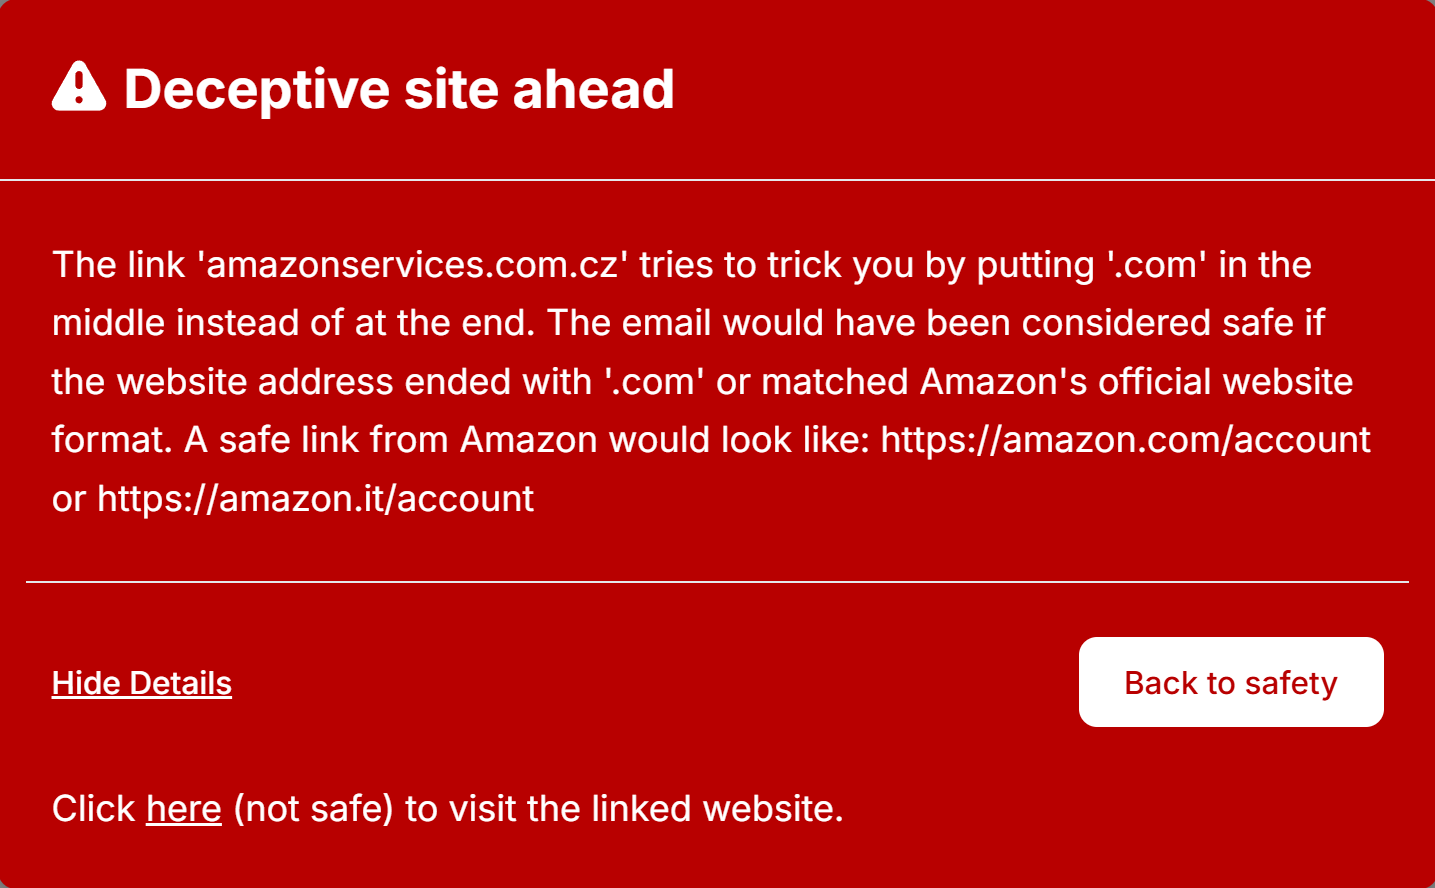 Deceptive site ahead
The link 'amazonservices.com.cz' tries to trick you by putting '.com' in the
middle instead of at the end. The email would have been considered safe if
the website address ended with '.com' or matched Amazon's official website
format. A safe link from Amazon would look like: https://amazon.com/account
or https://amazon.it/account
Hide Details
Back to safety
Click here (not safe) to visit the linked website.